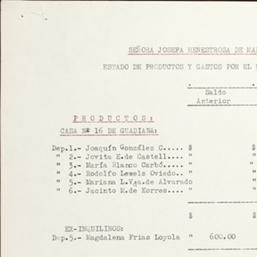 SEÑORA JOSEFA HENESTROSA DE
ESTADO DE PRODUCTOS Y GASTOS POR EL
Saldo
Anterior
PRODUCTOS:
CASA Nº 16 DE GUADIANA:
Dep.1.- Joaquín González C..... $ $
" 2.- Jovita E.de Castell.... " "
" 3.- María Blanco Carbó..... " "
" 4.- Rodolfo Lewels Oviedo.. " "
" 5.- Mariana L.Vda.de Alvarado " "
" 6.- Jacinto M.de Korres.... " "
$ $
EX-INQUILINOS:
Dep.5.- Magdalena Frias Loyola " 600.00 "